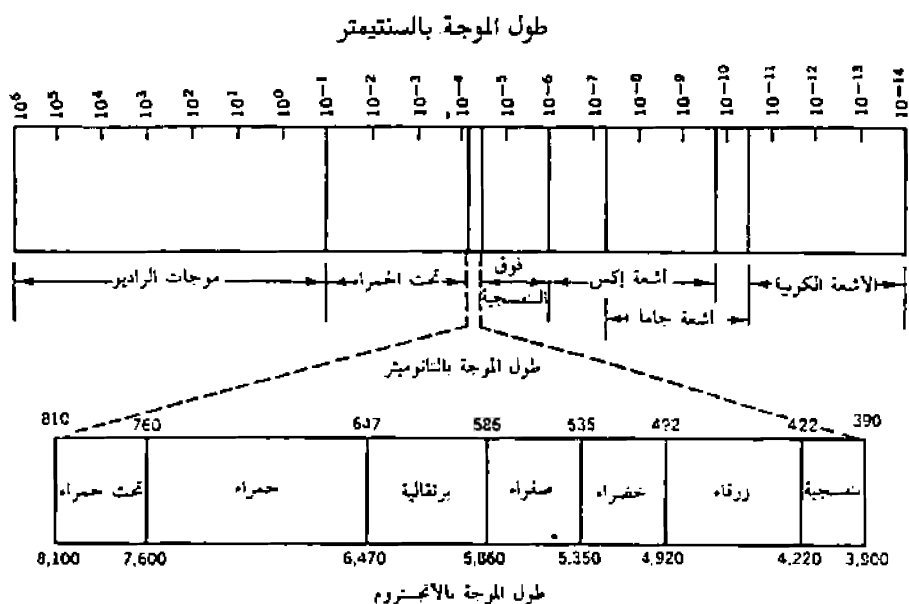 طول الموجة بالسنتيمتر
10⁶ 10⁵ 10⁴ 10³ 10² 10¹ 10⁰ 10⁻¹ 10⁻² 10⁻³ 10⁻⁴ 10⁻⁵ 10⁻⁶ 10⁻⁷ 10⁻⁸ 10⁻⁹ 10⁻¹⁰ 10⁻¹¹ 10⁻¹² 10⁻¹³ 10⁻¹⁴
موجات الراديو
تحت الحمراء
فوق
البنفسجية
أشعة إكس
أشعة جاما
الأشعة الكونية
طول الموجة بالنانوميتر
810 760 647 585 535 492 422 390
تحت حمراء
حمراء
برتقالية
صفراء
خضراء
زرقاء
بنفسجية
8,100 7,600 6,470 5,860 5.350 4,920 4.220 3,900
طول الموجة بالأنجستروم